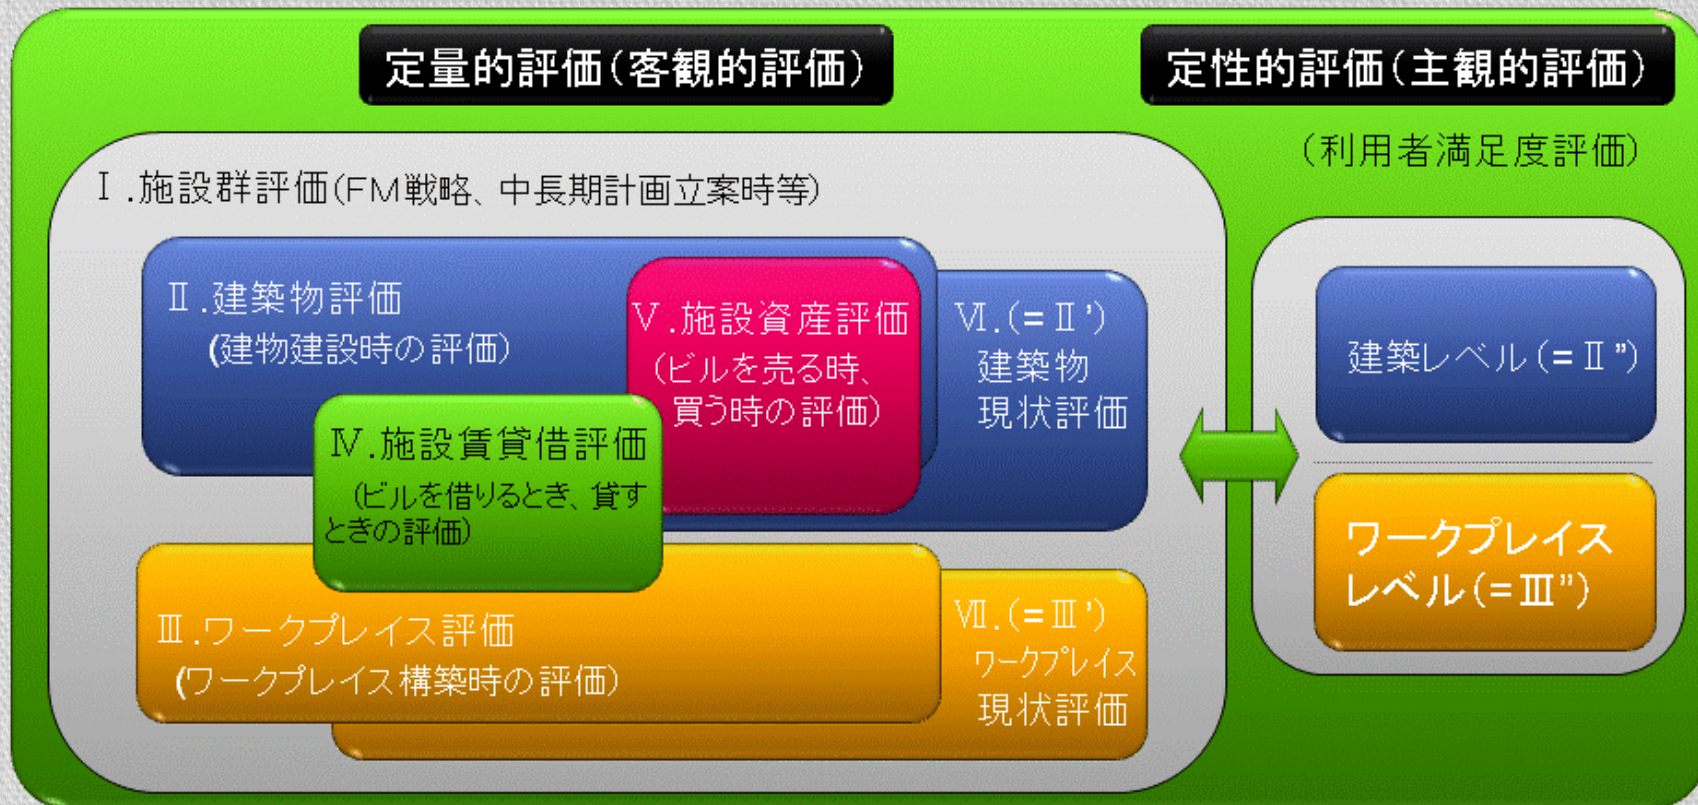 定量的評価(客観的評価)
定性的評価(主観的評価)
(利用者満足度評価)
Ⅰ.施設群評価(FM戦略、中長期計画立案時等)
Ⅱ.建築物評価
(建物建設時の評価)
Ⅴ.施設資産評価
(ビルを売る時、
買う時の評価)
Ⅵ.(=Ⅱ')
建築物
現状評価
Ⅳ.施設賃貸借評価
(ビルを借りるとき、貸す
ときの評価)
Ⅲ.ワークプレイス評価
(ワークプレイス構築時の評価)
Ⅶ.(=Ⅲ')
ワークプレイス
現状評価
建築レベル(=Ⅱ")
ワークプレイス
レベル(=Ⅲ")